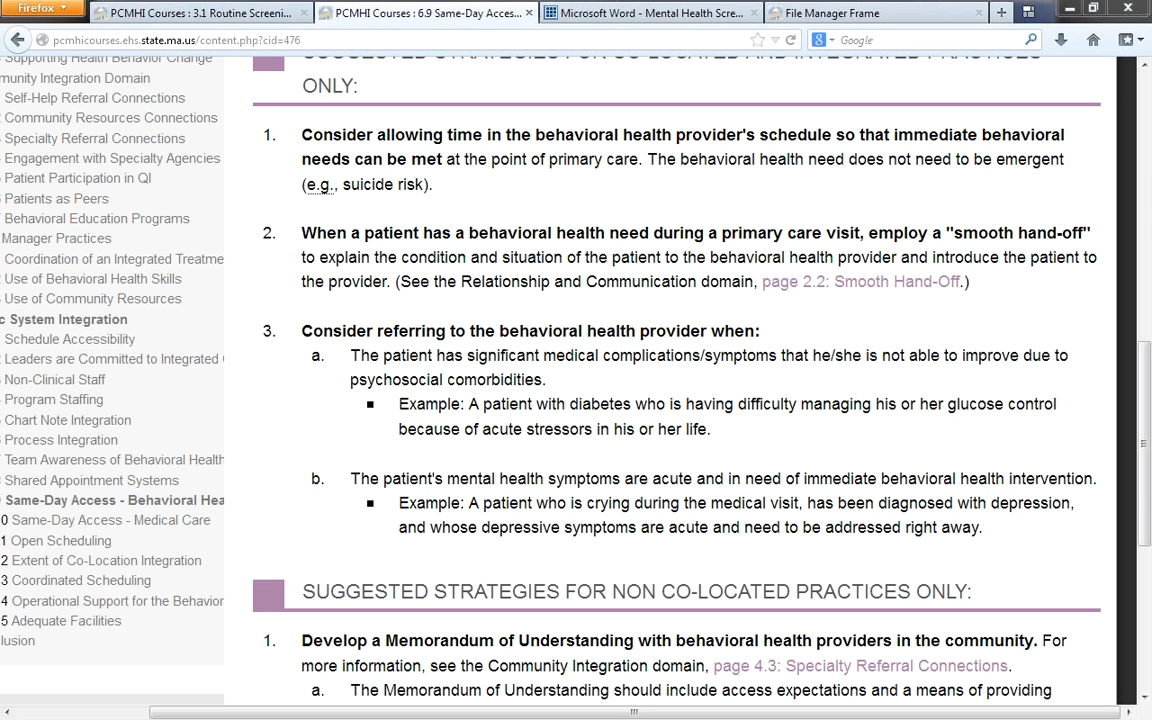 Firefox
PCMHI Courses : 3.1 Routine Screeni...
PCMHI Courses : 6.9 Same-Day Acces...
Microsoft Word - Mental Health Scre...
File Manager Frame
pcmhicourses.ehs.state.ma.us/content.php?cid=476
Google
Supporting Health Behavior Change
munity Integration Domain
Self-Help Referral Connections
Community Resources Connections
Specialty Referral Connections
Engagement with Specialty Agencies
Patient Participation in QI
Patients as Peers
Behavioral Education Programs
Manager Practices
Coordination of an Integrated Treatme
Use of Behavioral Health Skills
Use of Community Resources
c System Integration
Schedule Accessibility
Leaders are Committed to Integrated
Non-Clinical Staff
Program Staffing
Chart Note Integration
Process Integration
Team Awareness of Behavioral Health
Shared Appointment Systems
Same-Day Access - Behavioral Hea
0 Same-Day Access - Medical Care
1 Open Scheduling
2 Extent of Co-Location Integration
3 Coordinated Scheduling
4 Operational Support for the Behavior
5 Adequate Facilities
lusion
SUGGESTED STRATEGIES FOR CO-LOCATED AND INTEGRATED PRACTICES
ONLY:
1. Consider allowing time in the behavioral health provider's schedule so that immediate behavioral
needs can be met at the point of primary care. The behavioral health need does not need to be emergent
(e.g., suicide risk).
2. When a patient has a behavioral health need during a primary care visit, employ a "smooth hand-off"
to explain the condition and situation of the patient to the behavioral health provider and introduce the patient to
the provider. (See the Relationship and Communication domain, page 2.2: Smooth Hand-Off.)
3. Consider referring to the behavioral health provider when:
a. The patient has significant medical complications/symptoms that he/she is not able to improve due to
psychosocial comorbidities.
Example: A patient with diabetes who is having difficulty managing his or her glucose control
because of acute stressors in his or her life.
b. The patient's mental health symptoms are acute and in need of immediate behavioral health intervention.
Example: A patient who is crying during the medical visit, has been diagnosed with depression,
and whose depressive symptoms are acute and need to be addressed right away.
SUGGESTED STRATEGIES FOR NON CO-LOCATED PRACTICES ONLY:
1. Develop a Memorandum of Understanding with behavioral health providers in the community. For
more information, see the Community Integration domain, page 4.3: Specialty Referral Connections.
a. The Memorandum of Understanding should include access expectations and a means of providing